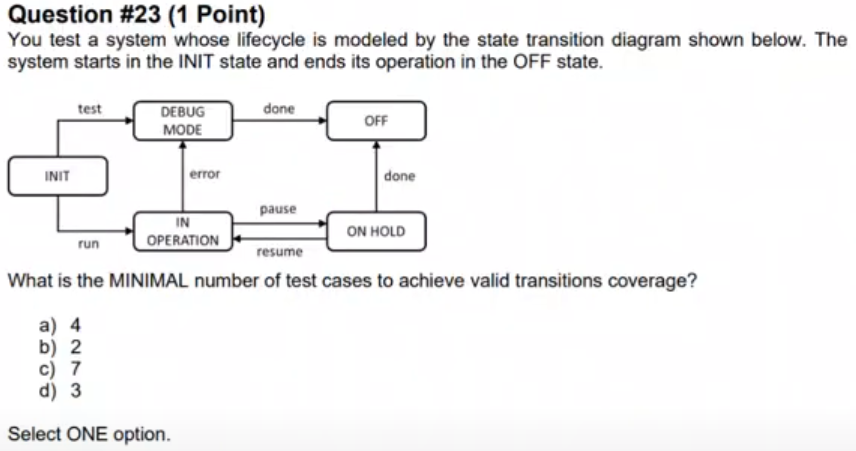 Question #23 (1 Point)
You test a system whose lifecycle is modeled by the state transition diagram shown below. The
system starts in the INIT state and ends its operation in the OFF state.
test
DEBUG
MODE
done
OFF
INIT
error
done
pause
IN
OPERATION
ON HOLD
run
resume
What is the MINIMAL number of test cases to achieve valid transitions coverage?
a) 4
b) 2
c) 7
d) 3
Select ONE option.